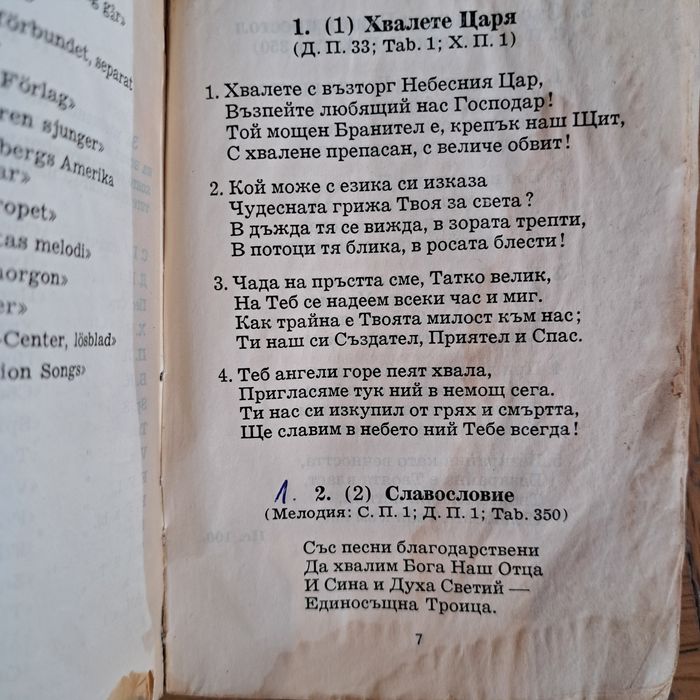 går»
förbundet, separat
Förlag»
sjunger»
bergs Amerika
ropet»
melodi»
morgon»
Center, lösblad»
Songs»
1. (1) Хвалете Царя
(Д. П. 33; Tab. 1; Х. П. 1)
1. Хвалете с възторг Небесния Цар,
Възпейте любящий нас Господар!
Той мощен Бранител е, крепък наш Щит,
С хвалене препасан, с величе обвит!
2. Кой може с езика си изказа
Чудесната грижа Твоя за света?
В дъжда тя се вижда, в зората трепти,
В потоци тя блика, в росата блести!
3. Чада на пръстта сме, Татко велик,
На Теб се надеем всеки час и миг.
Как трайна е Твоята милост към нас;
Ти наш си Създател, Приятел и Спас.
4. Теб ангели горе пеят хвала,
Пригласяме тук ний в немощ сега.
Ти нас си изкупил от грях и смъртта,
Ще славим в небето ний Тебе всегда!
1. 2. (2) Славословие
(Мелодия: С. П. 1; Д. П. 1; Tab. 350)
Със песни благодарствени
Да хвалим Бога Наш Отца
И Сина и Духа Светий —
Единосъщна Троица.
7